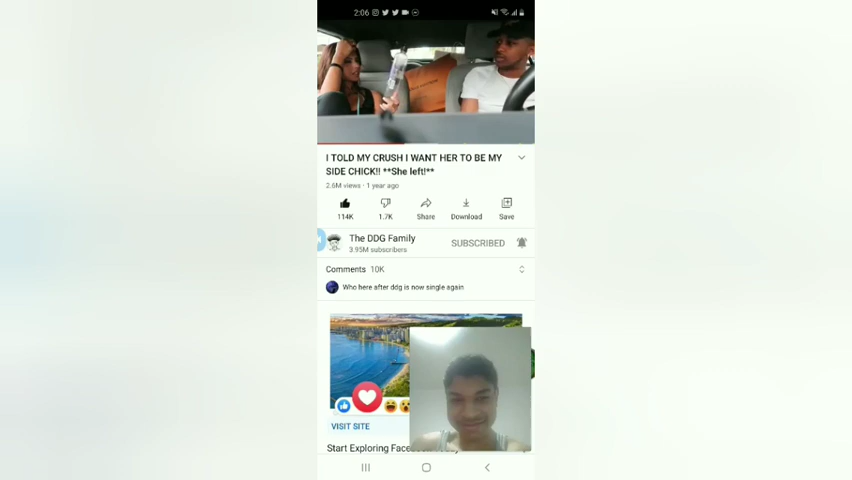 2:06
I TOLD MY CRUSH I WANT HER TO BE MY
SIDE CHICK!! **She left!**
2.6M views · 1 year ago
114K
1.7K
Share
Download
Save
The DDG Family
3.95M subscribers
SUBSCRIBED
Comments 10K
Who here after ddg is now single again
VISIT SITE
Start Exploring